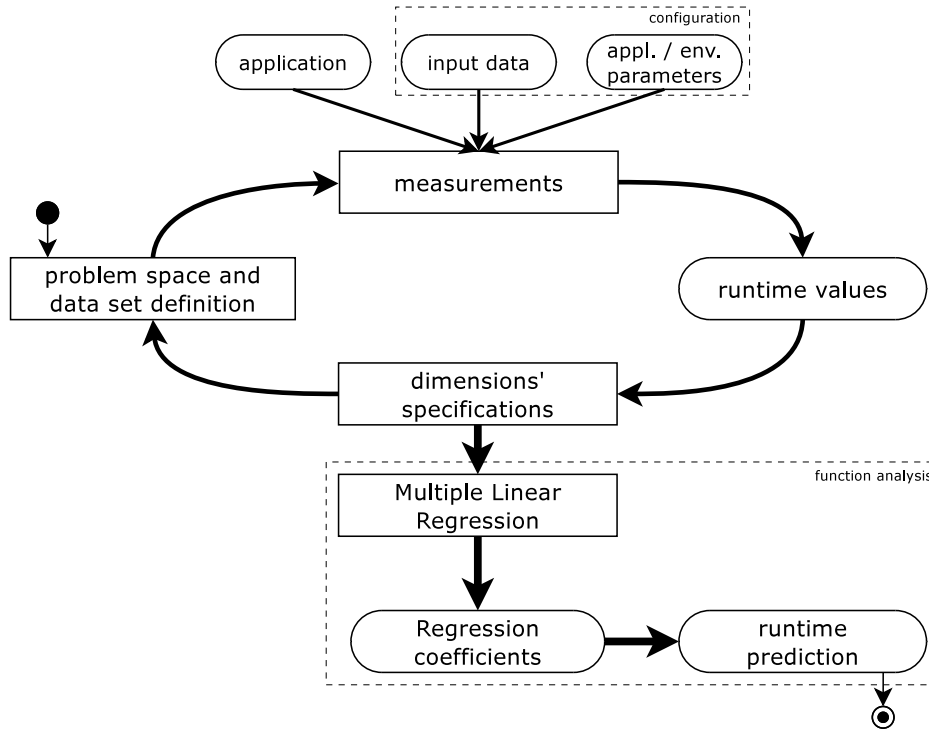 configuration
application
input data
appl. / env.
parameters
measurements
problem space and
data set definition
runtime values
dimensions'
specifications
function analysis
Multiple Linear
Regression
Regression
coefficients
runtime
prediction